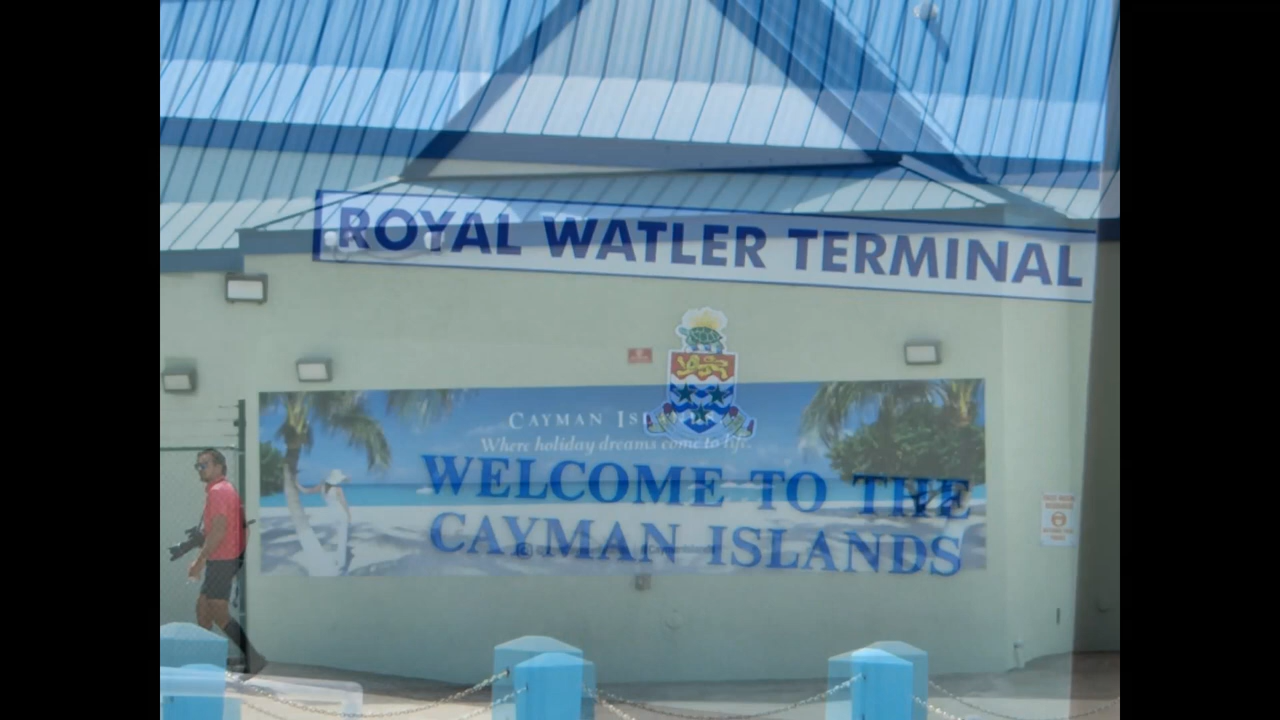 ROYAL WATLER TERMINAL
CAYMAN ISLANDS
Where holiday dreams come to life.
WELCOME TO THE
CAYMAN ISLANDS